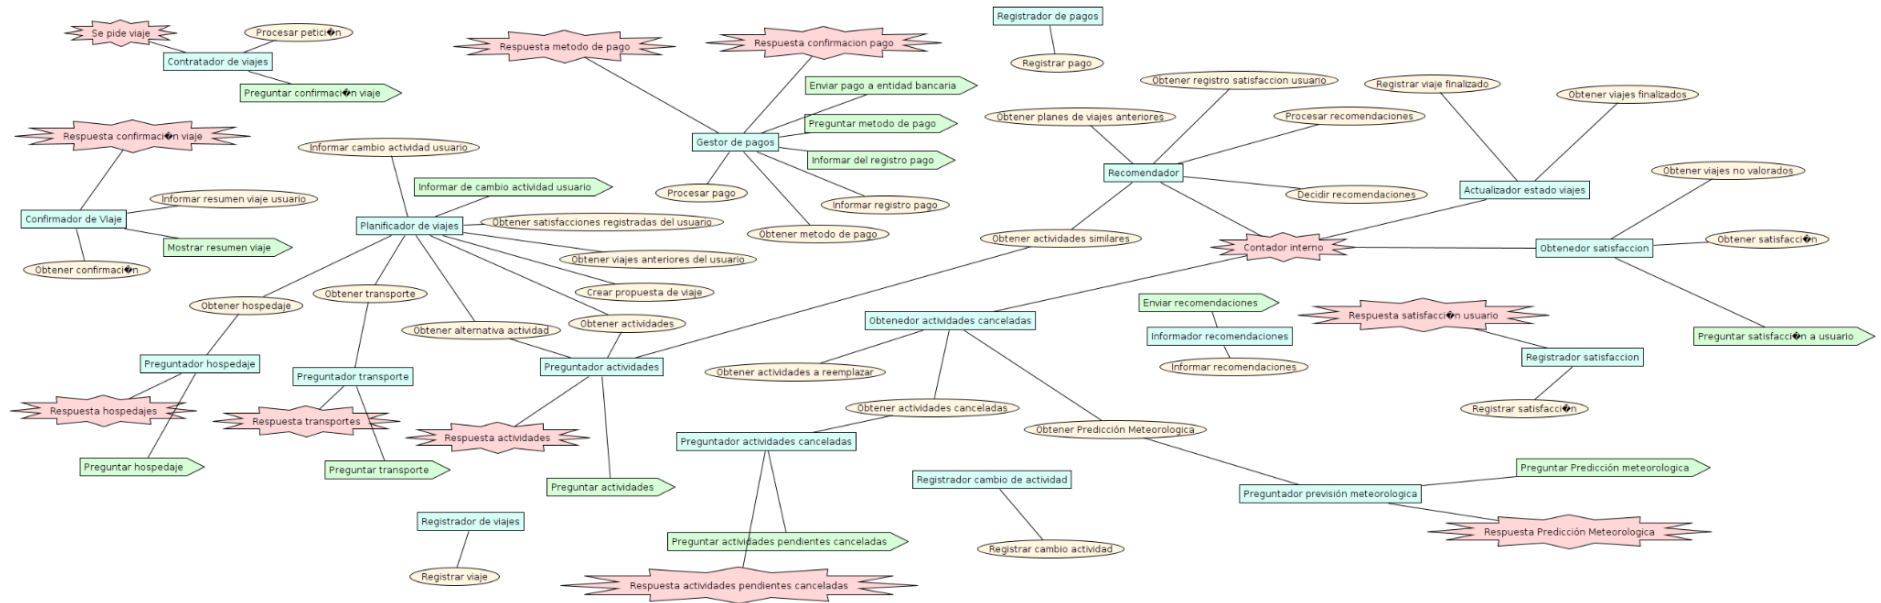 Se pide viaje
Procesar petici�n
Contratador de viajes
Preguntar confirmaci�n viaje
Respuesta confirmaci�n viaje
Informar resumen viaje usuario
Confirmador de Viaje
Mostrar resumen viaje
Obtener confirmaci�n
Respuesta metodo de pago
Respuesta confirmacion pago
Enviar pago a entidad bancaria
Preguntar metodo de pago
Gestor de pagos
Informar del registro pago
Procesar pago
Informar registro pago
Obtener metodo de pago
Registrador de pagos
Registrar pago
Informar cambio actividad usuario
Informar de cambio actividad usuario
Planificador de viajes
Obtener satisfacciones registradas del usuario
Obtener viajes anteriores del usuario
Crear propuesta de viaje
Obtener hospedaje
Obtener transporte
Obtener alternativa actividad
Obtener actividades
Preguntador hospedaje
Respuesta hospedajes
Preguntar hospedaje
Preguntador transporte
Respuesta transportes
Preguntar transporte
Preguntador actividades
Respuesta actividades
Preguntar actividades
Registrador de viajes
Registrar viaje
Obtener registro satisfaccion usuario
Obtener planes de viajes anteriores
Procesar recomendaciones
Recomendador
Decidir recomendaciones
Obtener actividades similares
Registrar viaje finalizado
Obtener viajes finalizados
Actualizador estado viajes
Contador interno
Obtener viajes no valorados
Obtener satisfacci�n
Obtenedor satisfaccion
Preguntar satisfacci�n a usuario
Enviar recomendaciones
Informador recomendaciones
Informar recomendaciones
Respuesta satisfacci�n usuario
Registrador satisfaccion
Registrar satisfacci�n
Obtenedor actividades canceladas
Obtener actividades a reemplazar
Obtener actividades canceladas
Obtener Predicción Meteorologica
Preguntador actividades canceladas
Preguntar actividades pendientes canceladas
Respuesta actividades pendientes canceladas
Registrador cambio de actividad
Registrar cambio actividad
Preguntar Predicción meteorologica
Preguntador previsión meteorologica
Respuesta Predicción Meteorologica